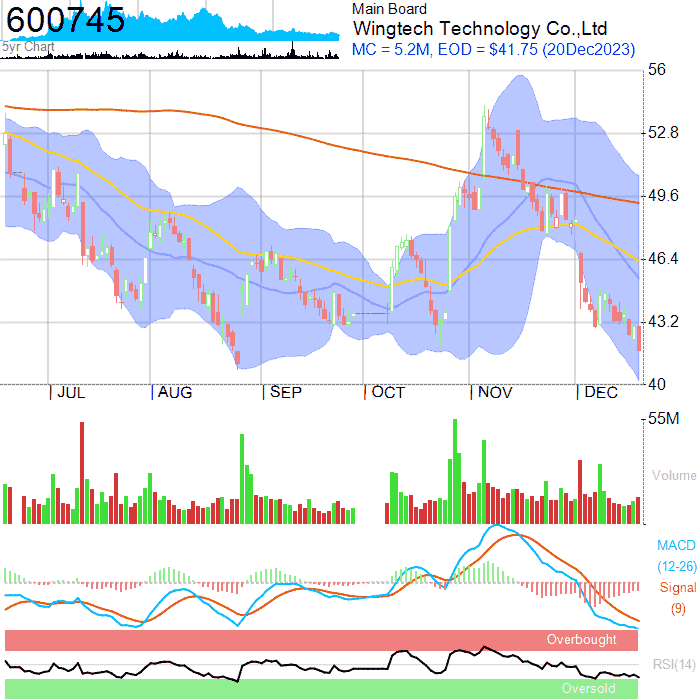 600745
Main Board
Wingtech Technology Co.,Ltd
5yr Chart
MC = 5.2M, EOD = $41.75 (20Dec2023)
56
52.8
49.6
46.4
43.2
40
JUL
AUG
SEP
OCT
NOV
DEC
55M
Volume
MACD
(12-26)
Signal
(9)
Overbought
RSI(14)
Oversold